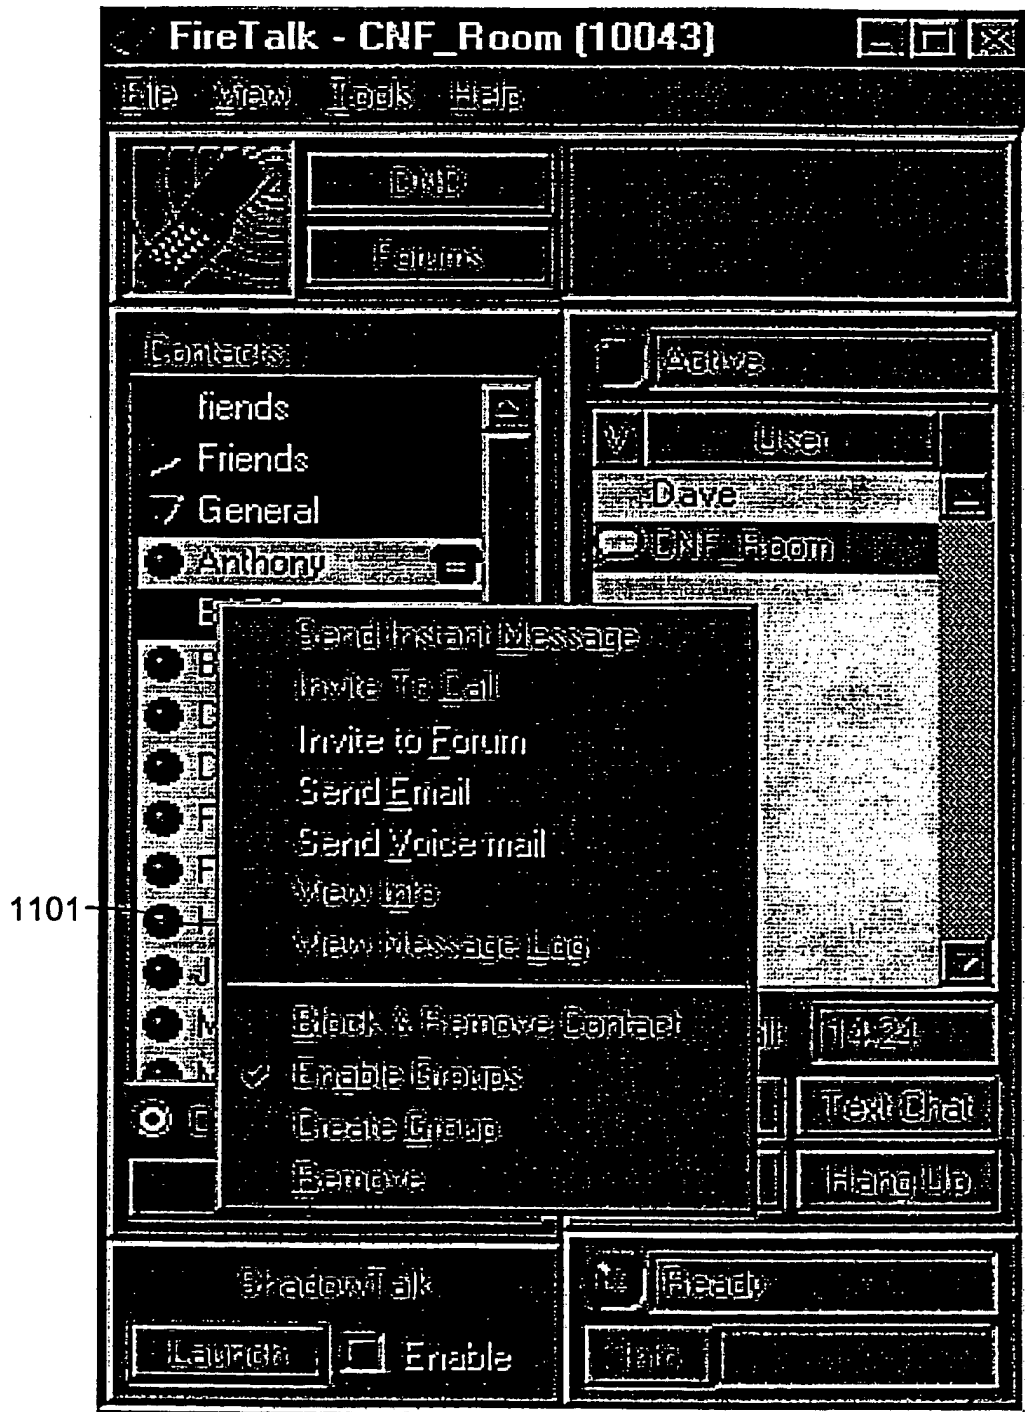 FireTalk - CNF_Room (10043)
File View Tools Help
DND
Forums
Contacts:
Active
fiends
Friends
General
Anthony
V User
Dave
CNF_Room
Send Instant Message
Invite To Call
Invite to Forum
Send Email
Send Voice-mail
View Info
View Message Log
Block & Remove Contact
Enable Groups
Create Group
Remove
B
J
1101
14:24
Text Chat
Hang Up
ShadowTalk
Launch Enable
Ready
Info